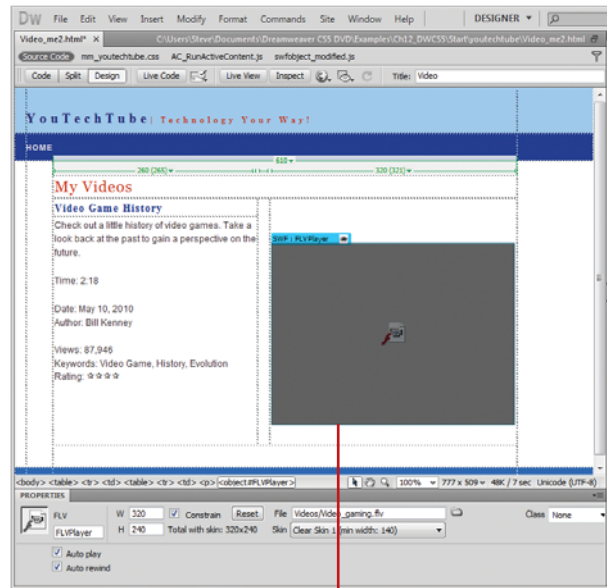 DW File Edit View Insert Modify Format Commands Site Window Help DESIGNER
Video_me2.html* C:\Users\Steve\Documents\Dreamweaver CS5 DVD\Examples\Ch12_DWCS5\Start\youtechtube\Video_me2.html
Source Code mm_youtechtube.css AC_RunActiveContent.js swfobject_modified.js
Code Split Design Live Code Live View Inspect Title: Video
YouTechTube| Technology Your Way!
HOME
610
260 (265) 320 (321)
My Videos
Video Game History
Check out a little history of video games. Take a
look back at the past to gain a perspective on the
future.
SWF : FLVPlayer
Time: 2:18
Date: May 10, 2010
Author: Bill Kenney
Views: 87,946
Keywords: Video Game, History, Evolution
Rating: ☆☆☆☆
<body> <table> <tr> <td> <table> <tr> <td> <p> <object#FLVPlayer> 100% 777 x 509 48K / 7 sec Unicode (UTF-8)
PROPERTIES
FLV W 320 Constrain Reset File Videos/Video_gaming.flv Class None
FLVPlayer H 240 Total with skin: 320x240 Skin Clear Skin 1 (min width: 140)
Auto play
Auto rewind